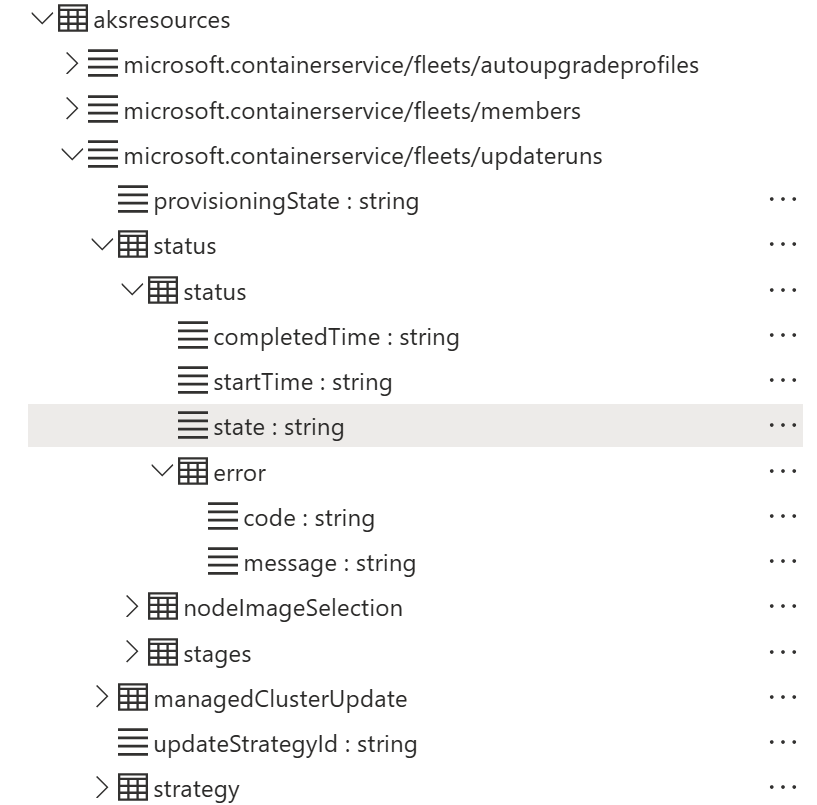 aksresources
microsoft.containerservice/fleets/autoupgradeprofiles
microsoft.containerservice/fleets/members
microsoft.containerservice/fleets/updateruns
provisioningState : string ...
status ...
status ...
completedTime : string ...
startTime : string ...
state : string ...
error ...
code : string ...
message : string ...
nodeImageSelection ...
stages ...
managedClusterUpdate ...
updateStrategyId : string ...
strategy ...